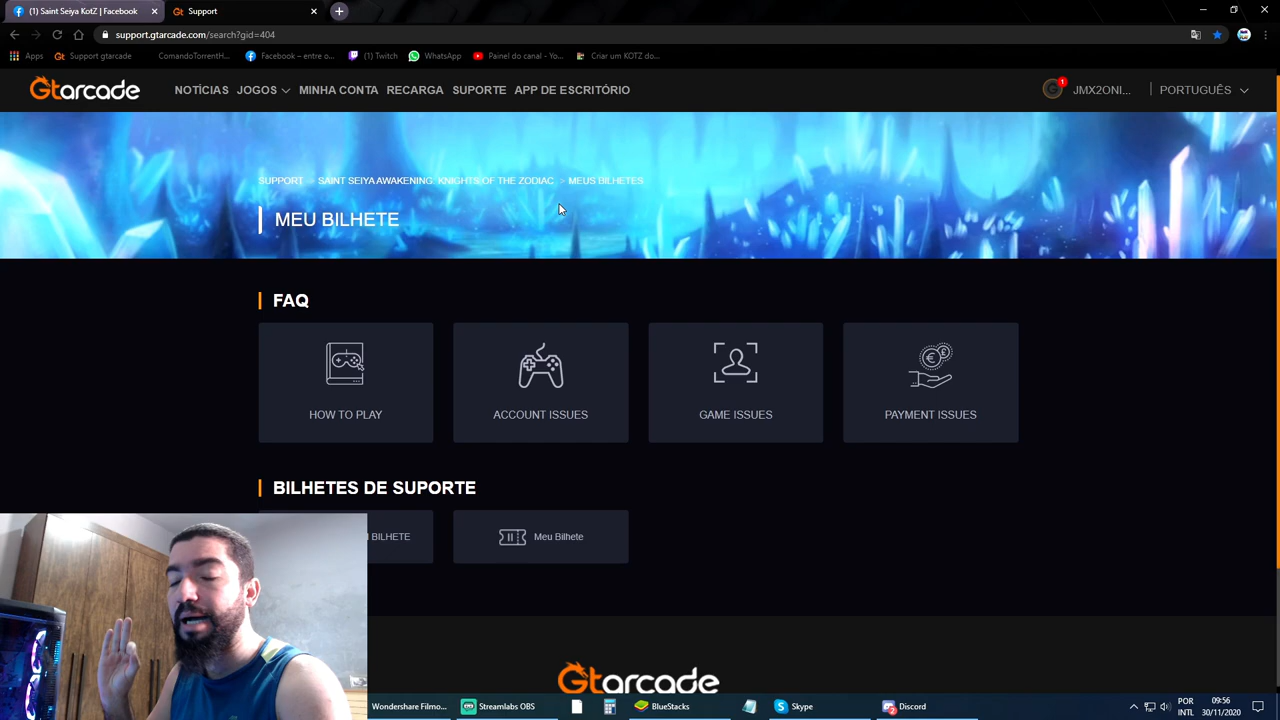 (1) Saint Seiya KotZ | Facebook
Support
support.gtarcade.com/search?gid=404
Apps
Support gtarcade
ComandoTorrentH...
Facebook – entre o...
(1) Twitch
WhatsApp
Painel do canal - Yo...
Criar um KOTZ do...
Gtarcade
NOTÍCIAS
JOGOS
MINHA CONTA
RECARGA
SUPORTE
APP DE ESCRITÓRIO
1
JMX2ONI...
PORTUGUÊS
SUPPORT > SAINT SEIYA AWAKENING: KNIGHTS OF THE ZODIAC > MEUS BILHETES
MEU BILHETE
FAQ
HOW TO PLAY
ACCOUNT ISSUES
GAME ISSUES
PAYMENT ISSUES
BILHETES DE SUPORTE
BILHETE
Meu Bilhete
Gtarcade
Wondershare Filmo...
Streamlabs OBS
BlueStacks
Skype
2
Discord
POR
INTL
09:56
30/11/2020